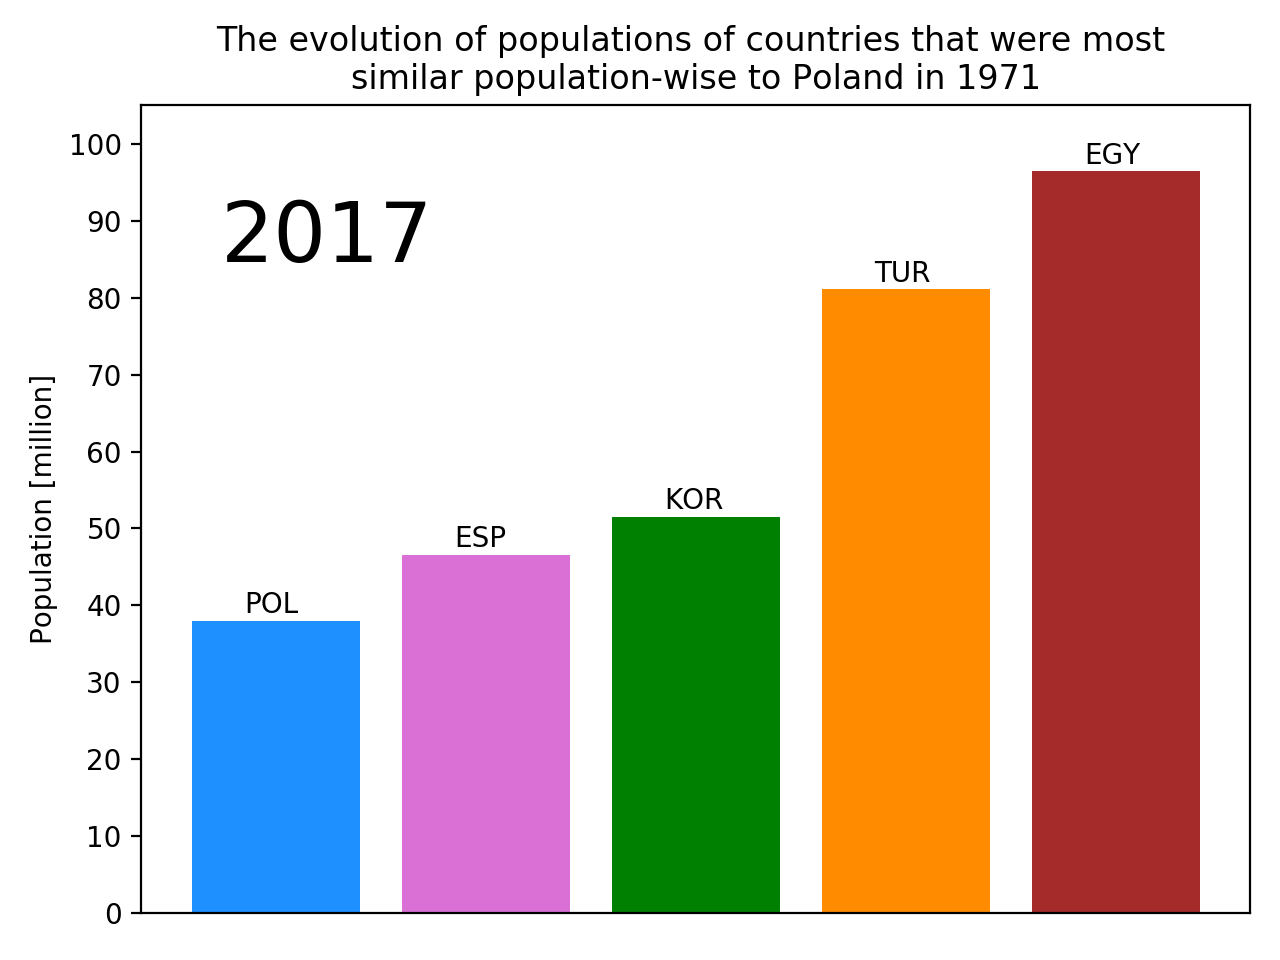 The evolution of populations of countries that were most
similar population-wise to Poland in 1971
Population [million]
100
90
80
70
60
50
40
30
20
10
0
2017
POL
ESP
KOR
TUR
EGY